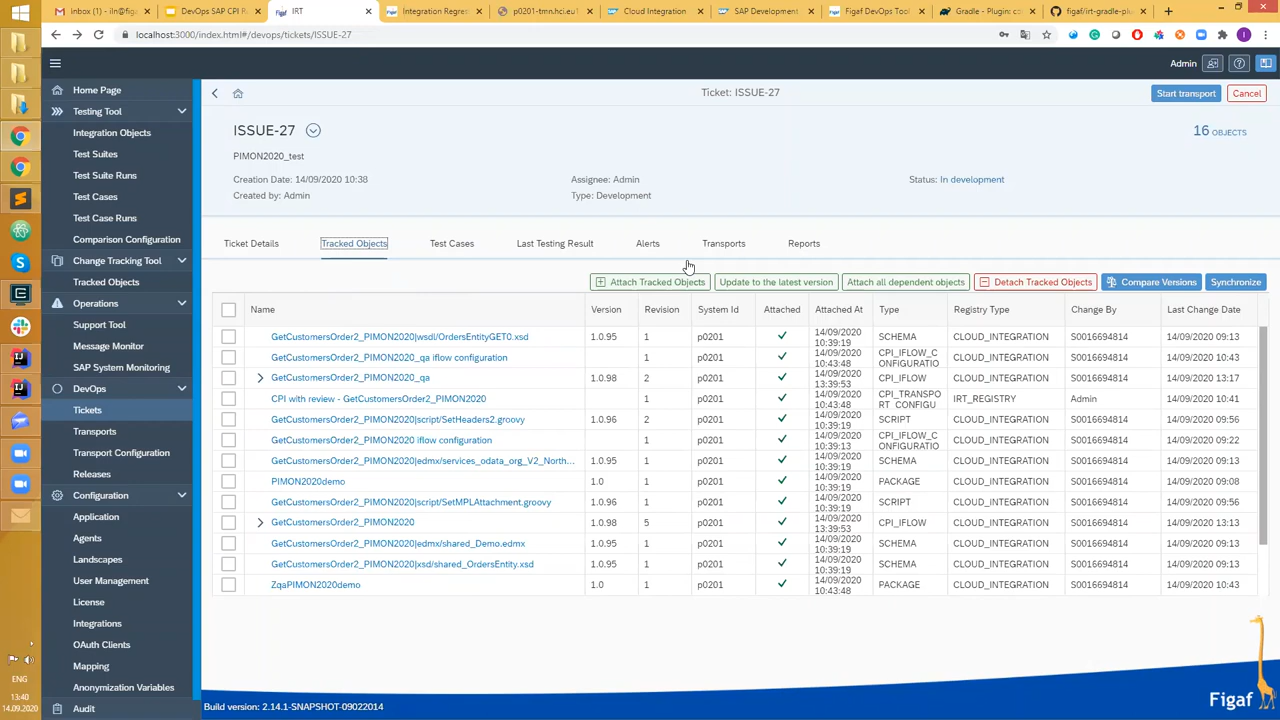 Inbox (41) - iln@figa
DevOps SAP CPI R
IRT
Integration Regre
p0201-tmn.hci.eu1
Cloud Integration
SAP Development
Figaf DevOps Tool
Gradle - Plugin: c
figaf/irt-gradle-plu
localhost:3000/index.html#/devops/tickets/ISSUE-27
Admin
Home Page
Testing Tool
Integration Objects
Test Suites
Test Suite Runs
Test Cases
Test Case Runs
Comparison Configuration
Change Tracking Tool
Tracked Objects
Operations
Support Tool
Message Monitor
SAP System Monitoring
DevOps
Tickets
Transports
Transport Configuration
Releases
Configuration
Application
Agents
Landscapes
User Management
License
Integrations
OAuth Clients
Mapping
Anonymization Variables
Audit
ENG
13:40
14.09.2020
Ticket: ISSUE-27
Start transport
Cancel
ISSUE-27
16 OBJECTS
PIMON2020_test
Creation Date: 14/09/2020 10:38
Assignee: Admin
Status: In development
Created by: Admin
Type: Development
Ticket Details
Tracked Objects
Test Cases
Last Testing Result
Alerts
Transports
Reports
Attach Tracked Objects
Update to the latest version
Attach all dependent objects
Detach Tracked Objects
Compare Versions
Synchronize
Name Version Revision System Id Attached Attached At Type Registry Type Change By Last Change Date
GetCustomersOrder2_PIMON2020|wsdl/OrdersEntityGET0.xsd 1.0.95 1 p0201 14/09/2020 10:39:19 SCHEMA CLOUD_INTEGRATION S0016694814 14/09/2020 09:13
GetCustomersOrder2_PIMON2020_qa iflow configuration 1 p0201 14/09/2020 10:43:48 CPI_IFLOW_CONFIGURATIO CLOUD_INTEGRATION S0016694814 14/09/2020 10:43
GetCustomersOrder2_PIMON2020_qa 1.0.98 2 p0201 14/09/2020 13:39:53 CPI_IFLOW CLOUD_INTEGRATION S0016694814 14/09/2020 13:17
CPI with review - GetCustomersOrder2_PIMON2020 1 p0201 14/09/2020 10:43:48 CPI_TRANSPORT_CONFIGU IRT_REGISTRY Admin 14/09/2020 10:41
GetCustomersOrder2_PIMON2020|script/SetHeaders2.groovy 1.0.96 2 p0201 14/09/2020 10:39:19 SCRIPT CLOUD_INTEGRATION S0016694814 14/09/2020 09:56
GetCustomersOrder2_PIMON2020 iflow configuration 1 p0201 14/09/2020 10:39:13 CPI_IFLOW_CONFIGURATIO CLOUD_INTEGRATION S0016694814 14/09/2020 09:22
GetCustomersOrder2_PIMON2020|edmx/services_odata_org_V2_North... 1.0.95 1 p0201 14/09/2020 10:39:19 SCHEMA CLOUD_INTEGRATION S0016694814 14/09/2020 09:13
PIMON2020demo 1.0 1 p0201 14/09/2020 10:39:19 PACKAGE CLOUD_INTEGRATION S0016694814 14/09/2020 09:08
GetCustomersOrder2_PIMON2020|script/SetMPLAttachment.groovy 1.0.96 1 p0201 14/09/2020 10:39:19 SCRIPT CLOUD_INTEGRATION S0016694814 14/09/2020 09:56
GetCustomersOrder2_PIMON2020 1.0.98 5 p0201 14/09/2020 13:39:53 CPI_IFLOW CLOUD_INTEGRATION S0016694814 14/09/2020 13:13
GetCustomersOrder2_PIMON2020|edmx/shared_Demo.edmx 1.0.95 1 p0201 14/09/2020 10:39:19 SCHEMA CLOUD_INTEGRATION S0016694814 14/09/2020 09:13
GetCustomersOrder2_PIMON2020|xsd/shared_OrdersEntity.xsd 1.0.95 1 p0201 14/09/2020 10:39:19 SCHEMA CLOUD_INTEGRATION S0016694814 14/09/2020 09:13
ZqaPIMON2020demo 1.0 1 p0201 14/09/2020 10:43:48 PACKAGE CLOUD_INTEGRATION S0016694814 14/09/2020 10:43
Build version: 2.14.1-SNAPSHOT-09022014
Figaf